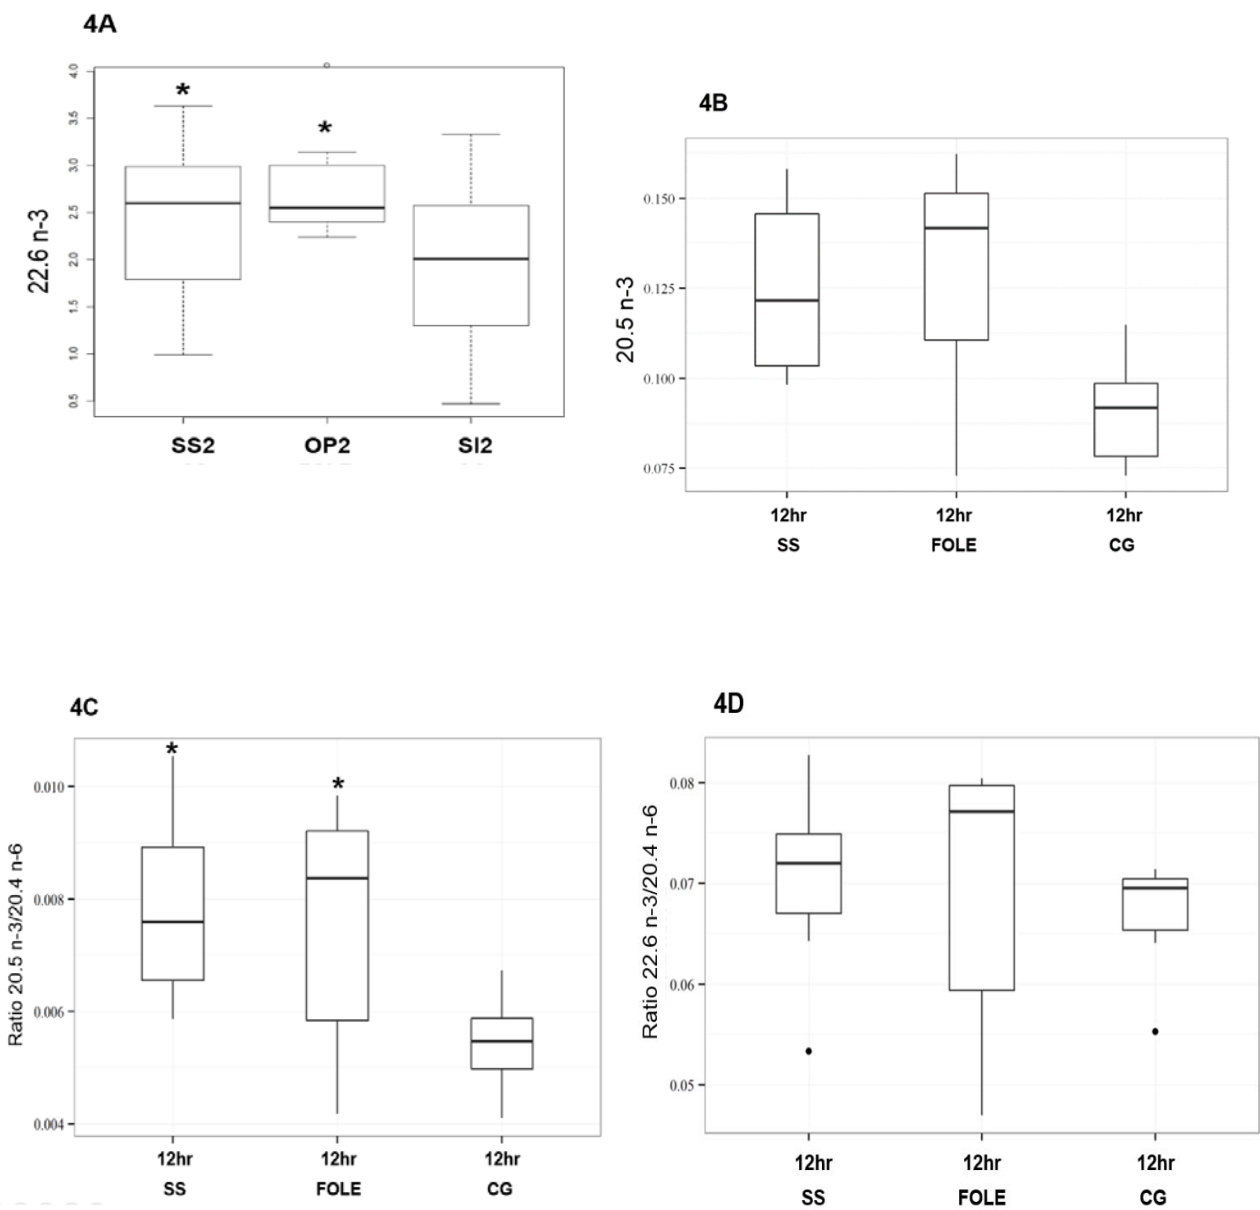 4A
*
*
4.0
3.5
3.0
2.5
2.0
1.5
1.0
0.5
22.6 n-3
SS2 OP2 SI2
4B
0.150
0.125
0.100
0.075
20.5 n-3
12hr 12hr 12hr
SS FOLE CG
4C
*
*
0.010
0.008
0.006
0.004
Ratio 20.5 n-3/20.4 n-6
12hr 12hr 12hr
SS FOLE CG
4D
0.08
0.07
0.06
0.05
Ratio 22.6 n-3/20.4 n-6
12hr 12hr 12hr
SS FOLE CG